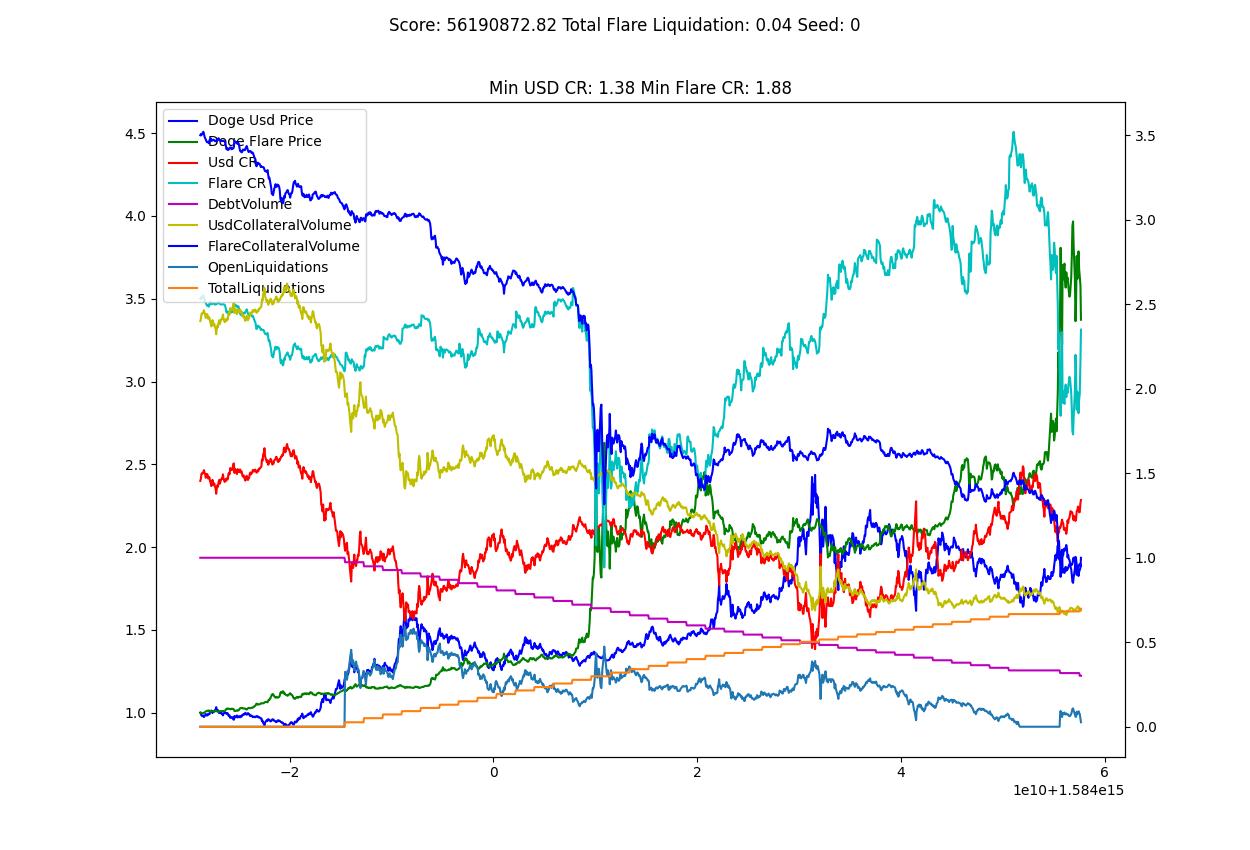 Score: 56190872.82 Total Flare Liquidation: 0.04 Seed: 0
Min USD CR: 1.38 Min Flare CR: 1.88
Doge Usd Price
Doge Flare Price
Usd CR
Flare CR
DebtVolume
UsdCollateralVolume
FlareCollateralVolume
OpenLiquidations
TotalLiquidations
4.5
4.0
3.5
3.0
2.5
2.0
1.5
1.0
3.5
3.0
2.5
2.0
1.5
1.0
0.5
0.0
−2 0 2 4 6
1e10+1.584e15